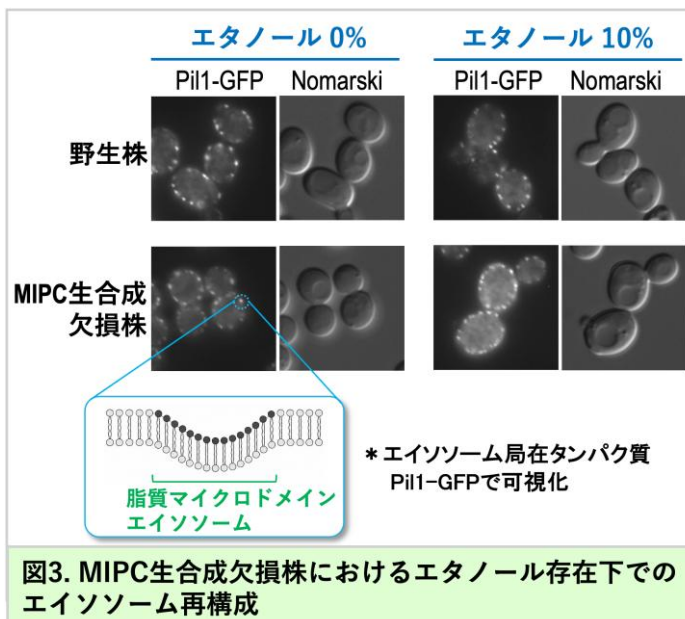 エタノール 0%
エタノール 10%
Pil1-GFP
Nomarski
Pil1-GFP
Nomarski
野生株
MIPC生合成
欠損株
脂質マイクロドメイン
エイソソーム
*エイソソーム局在タンパク質
Pil1-GFPで可視化
図3. MIPC生合成欠損株におけるエタノール存在下での
エイソソーム再構成